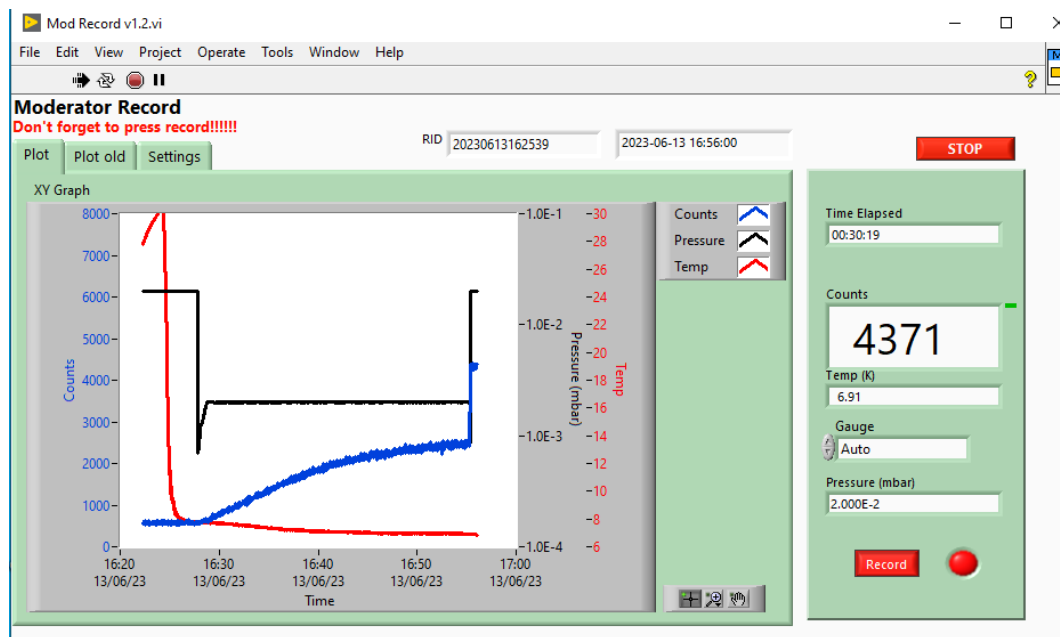 Mod Record v1.2.vi
File Edit View Project Operate Tools Window Help
Moderator Record
Don't forget to press record!!!!!!
RID 20230613162539 2023-06-13 16:56:00
STOP
Plot Plot old Settings
XY Graph
8000
7000
6000
5000
4000
3000
2000
1000
0
Counts
16:20 16:30 16:40 16:50 17:00
13/06/23 13/06/23 13/06/23 13/06/23 13/06/23
Time
1.0E-1
1.0E-2
1.0E-3
1.0E-4
Pressure (mbar)
30
28
26
24
22
20
18
16
14
12
10
8
6
Temp
Counts
Pressure
Temp
Time Elapsed
00:30:19
Counts
4371
Temp (K)
6.91
Gauge
Auto
Pressure (mbar)
2.000E-2
Record